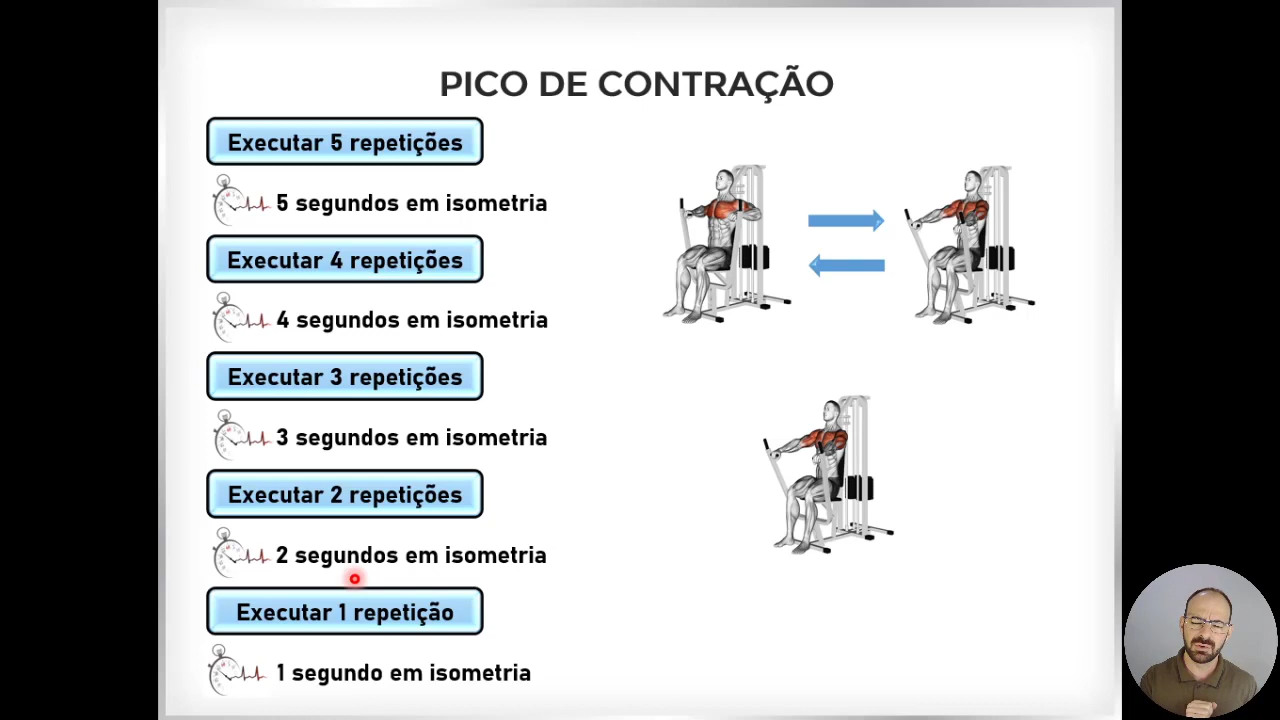 PICO DE CONTRAÇÃO
Executar 5 repetições
5 segundos em isometria
Executar 4 repetições
4 segundos em isometria
Executar 3 repetições
3 segundos em isometria
Executar 2 repetições
2 segundos em isometria
Executar 1 repetição
1 segundo em isometria